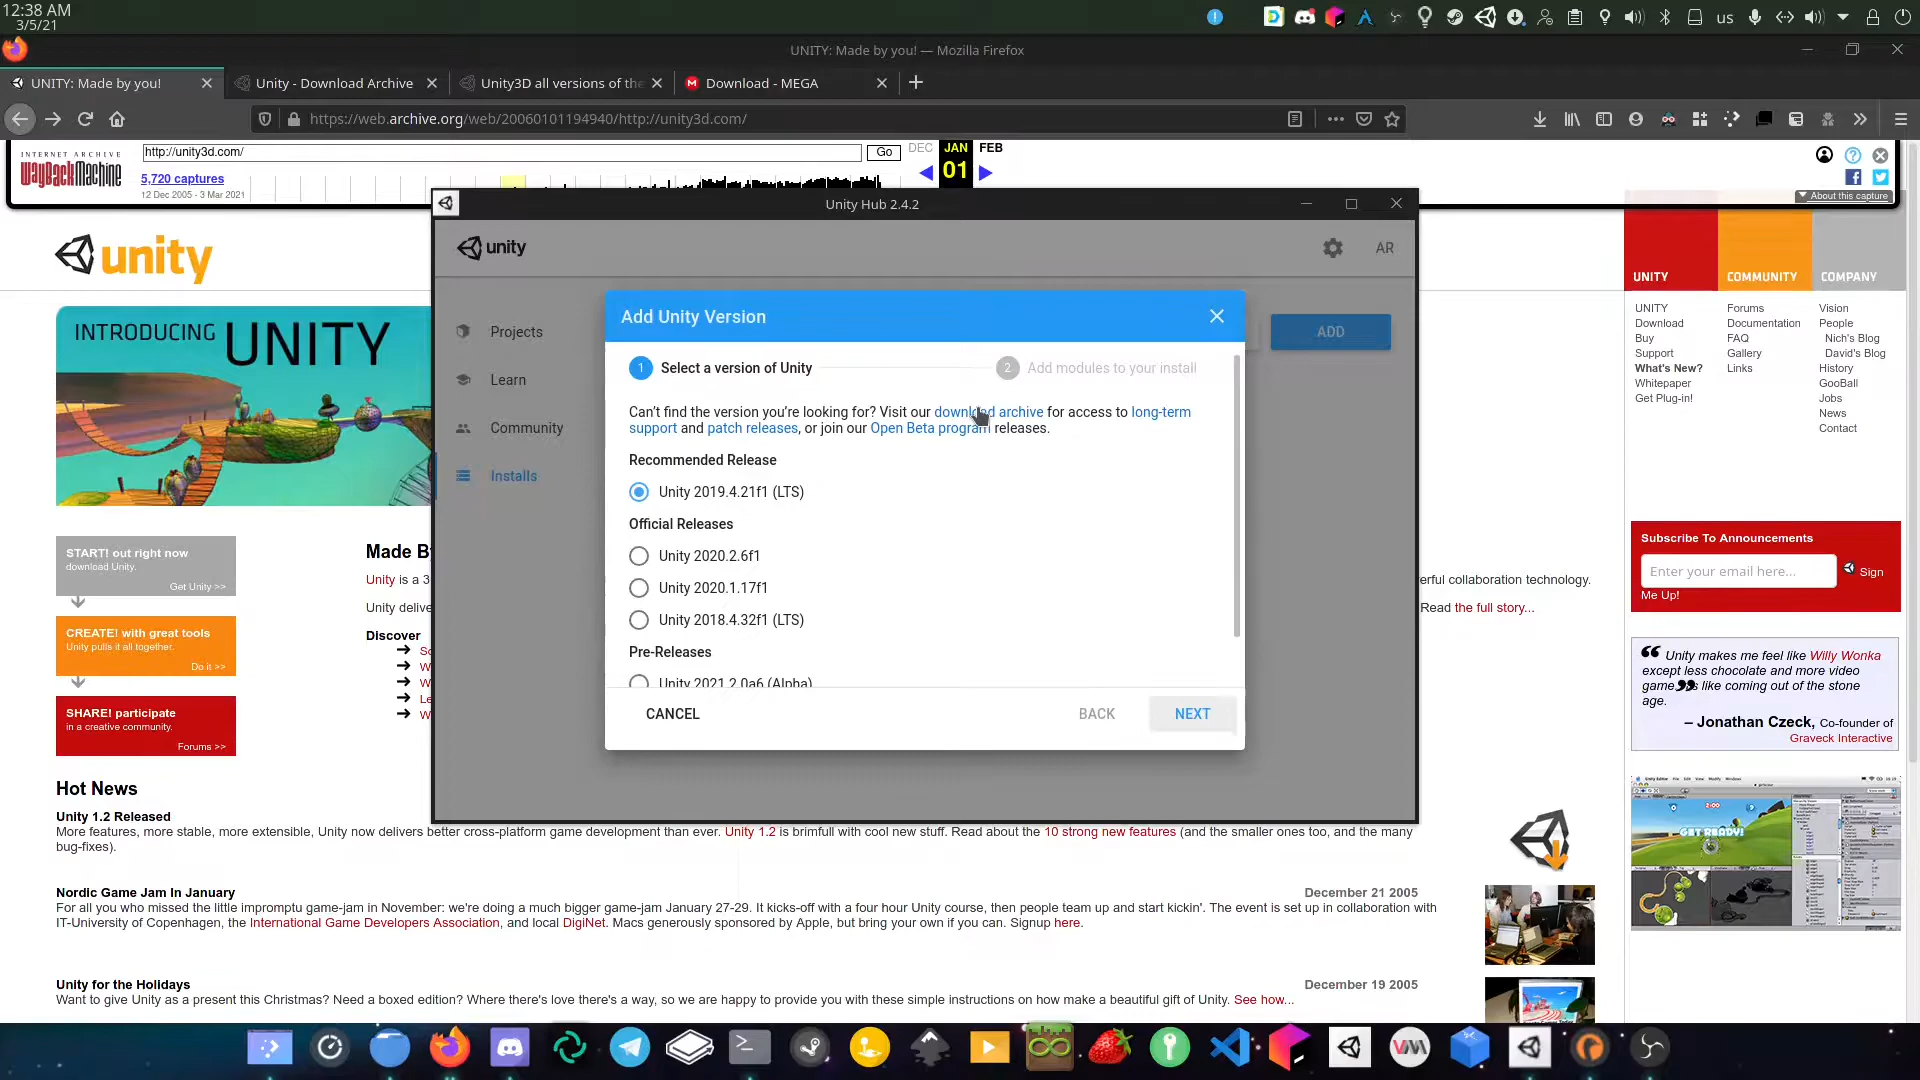 12:38 AM
3/5/21
us
UNITY: Made by you! — Mozilla Firefox
UNITY: Made by you!
Unity - Download Archive
Unity3D all versions of the
Download - MEGA
https://web.archive.org/web/20060101194940/http://unity3d.com/
INTERNET ARCHIVE
WayBackMachine
http://unity3d.com/
Go
DEC
JAN
FEB
5,720 captures
01
12 Dec 2005 - 3 Mar 2021
About this capture
Unity Hub 2.4.2
unity
AR
Projects
Learn
Community
Installs
ADD
Add Unity Version
1
Select a version of Unity
2
Add modules to your install
Can't find the version you're looking for? Visit our download archive for access to long-term
support and patch releases, or join our Open Beta program releases.
Recommended Release
Unity 2019.4.21f1 (LTS)
Official Releases
Unity 2020.2.6f1
Unity 2020.1.17f1
Unity 2018.4.32f1 (LTS)
Pre-Releases
Unity 2021.2.0a6 (Alpha)
CANCEL
BACK
NEXT
unity
INTRODUCING UNITY
START! out right now
download Unity.
Get Unity >>
CREATE! with great tools
Unity pulls it all together.
Do it >>
SHARE! participate
in a creative community.
Forums >>
Made By
Unity is a 3
erful collaboration technology.
Unity delive
Read the full story...
Discover
So
W
W
Le
W
UNITY
COMMUNITY
COMPANY
UNITY
Download
Buy
Support
What's New?
Whitepaper
Get Plug-in!
Forums
Documentation
FAQ
Gallery
Links
Vision
People
Nich's Blog
David's Blog
History
GooBall
Jobs
News
Contact
Subscribe To Announcements
Enter your email here...
Sign
Me Up!
Unity makes me feel like Willy Wonka
except less chocolate and more video
game. It's like coming out of the stone
age.
– Jonathan Czeck, Co-founder of
Graveck Interactive
GET READY!
Hot News
Unity 1.2 Released
More features, more stable, more extensible, Unity now delivers better cross-platform game development than ever. Unity 1.2 is brimfull with cool new stuff. Read about the 10 strong new features (and the smaller ones too, and the many
bug-fixes).
Nordic Game Jam In January
December 21 2005
For all you who missed the little impromptu game-jam in November: we're doing a much bigger game-jam January 27-29. It kicks-off with a four hour Unity course, then people team up and start kickin'. The event is set up in collaboration with
IT-University of Copenhagen, the International Game Developers Association, and local DigiNet. Macs generously sponsored by Apple, but bring your own if you can. Signup here.
Unity for the Holidays
December 19 2005
Want to give Unity as a present this Christmas? Need a boxed edition? Where there's love there's a way, so we are happy to provide you with these simple instructions on how make a beautiful gift of Unity. See how...